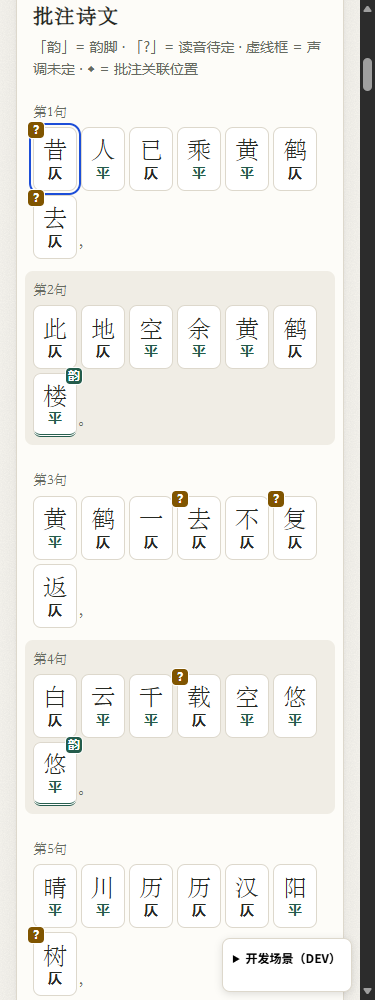 批注诗文
「韵」= 韵脚 · 「?」= 读音待定 · 虚线框 = 声
调未定 · ⌖ = 批注关联位置
第1句
? 昔 人 已 乘 黄 鹤
仄 平 仄 平 平 仄
? 去 ，
仄
第2句
此 地 空 余 黄 鹤
仄 仄 平 平 平 仄
楼 韵 。
平
第3句
黄 鹤 一 ? 去 不 ? 复
平 仄 仄 仄 仄 仄
返 ，
仄
第4句
白 云 千 ? 载 空 悠
仄 平 平 仄 平 平
悠 韵 。
平
第5句
晴 川 历 历 汉 阳
平 平 仄 仄 仄 平
? 树 ，
仄
▶ 开发场景（DEV）